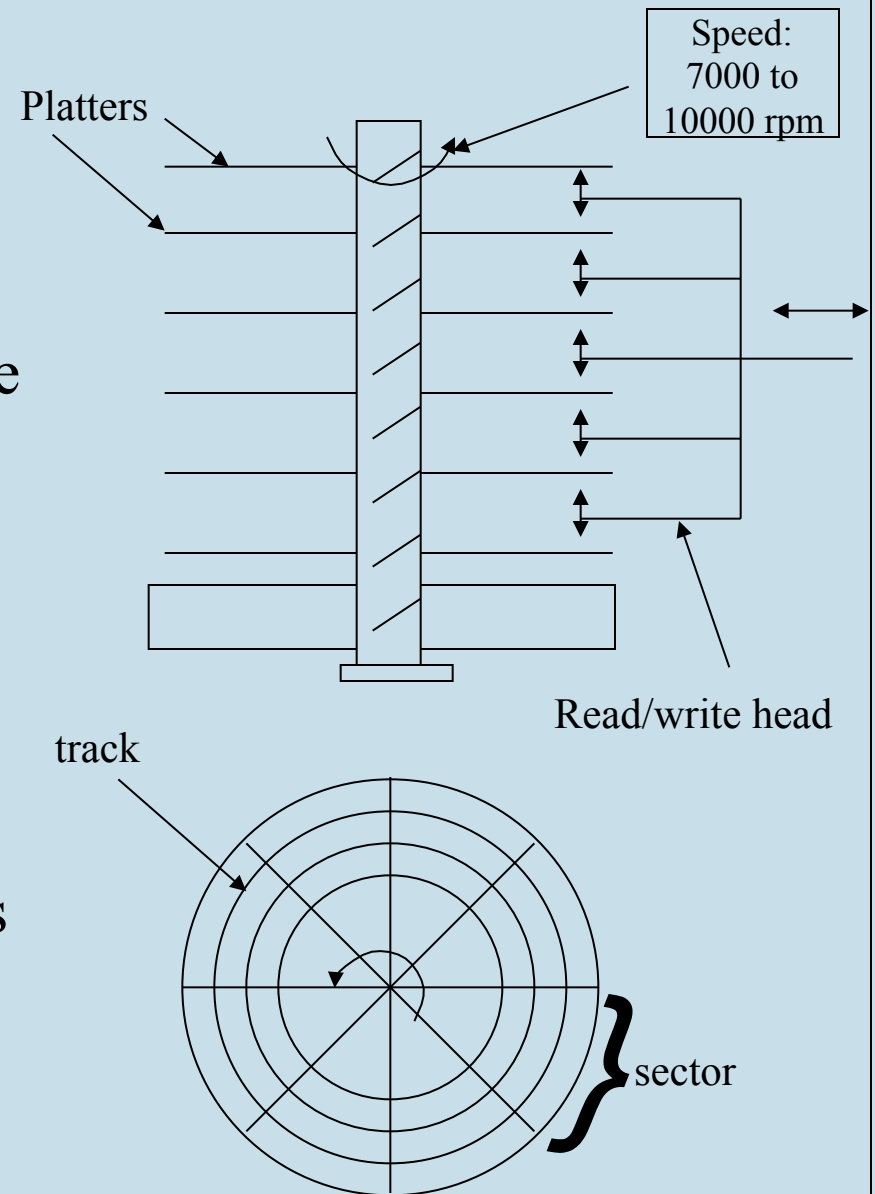 Speed:
7000 to
10000 rpm
Platters
e
Read/write head
track
s
sector